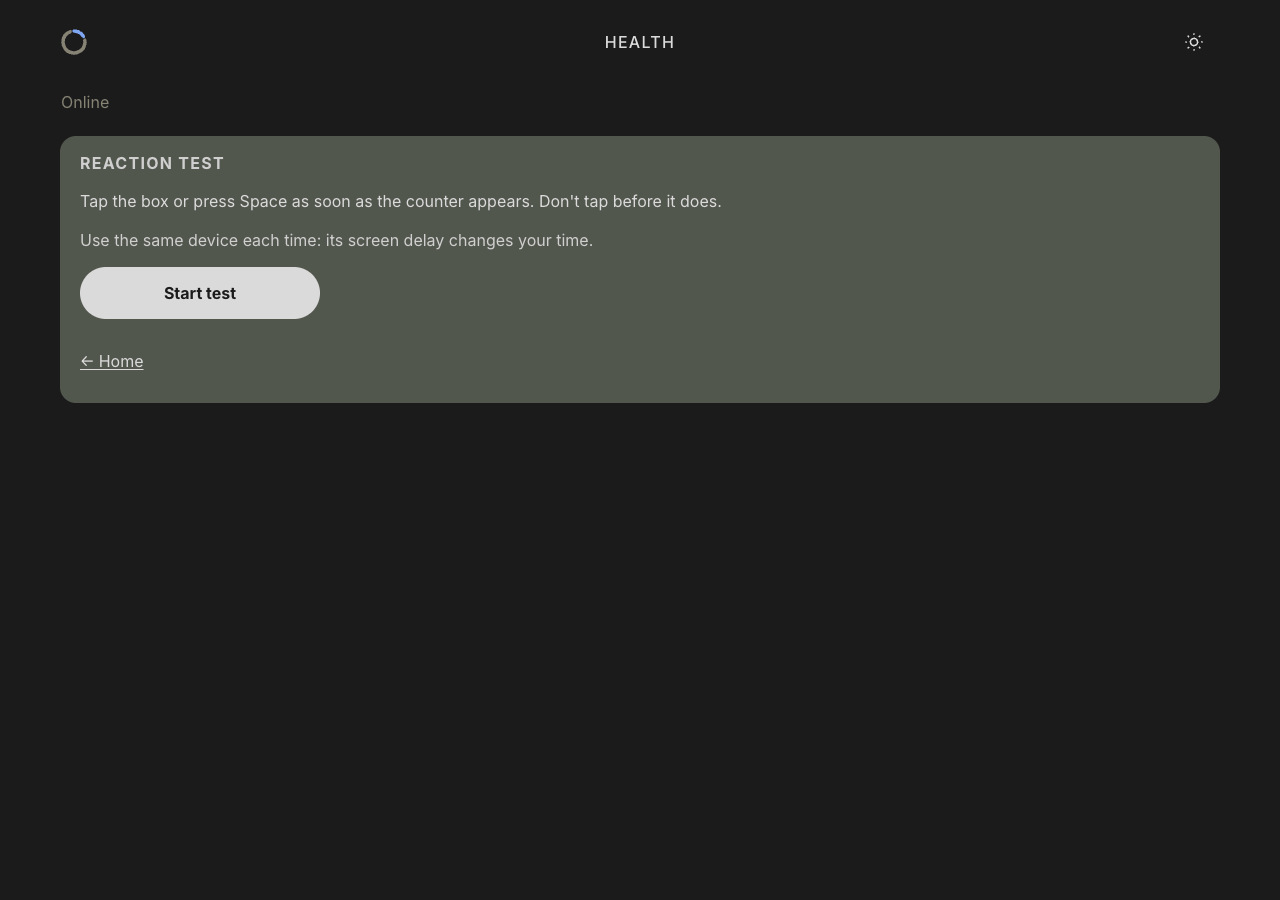 HEALTH
Online
REACTION TEST
Tap the box or press Space as soon as the counter appears. Don't tap before it does.
Use the same device each time: its screen delay changes your time.
Start test
← Home